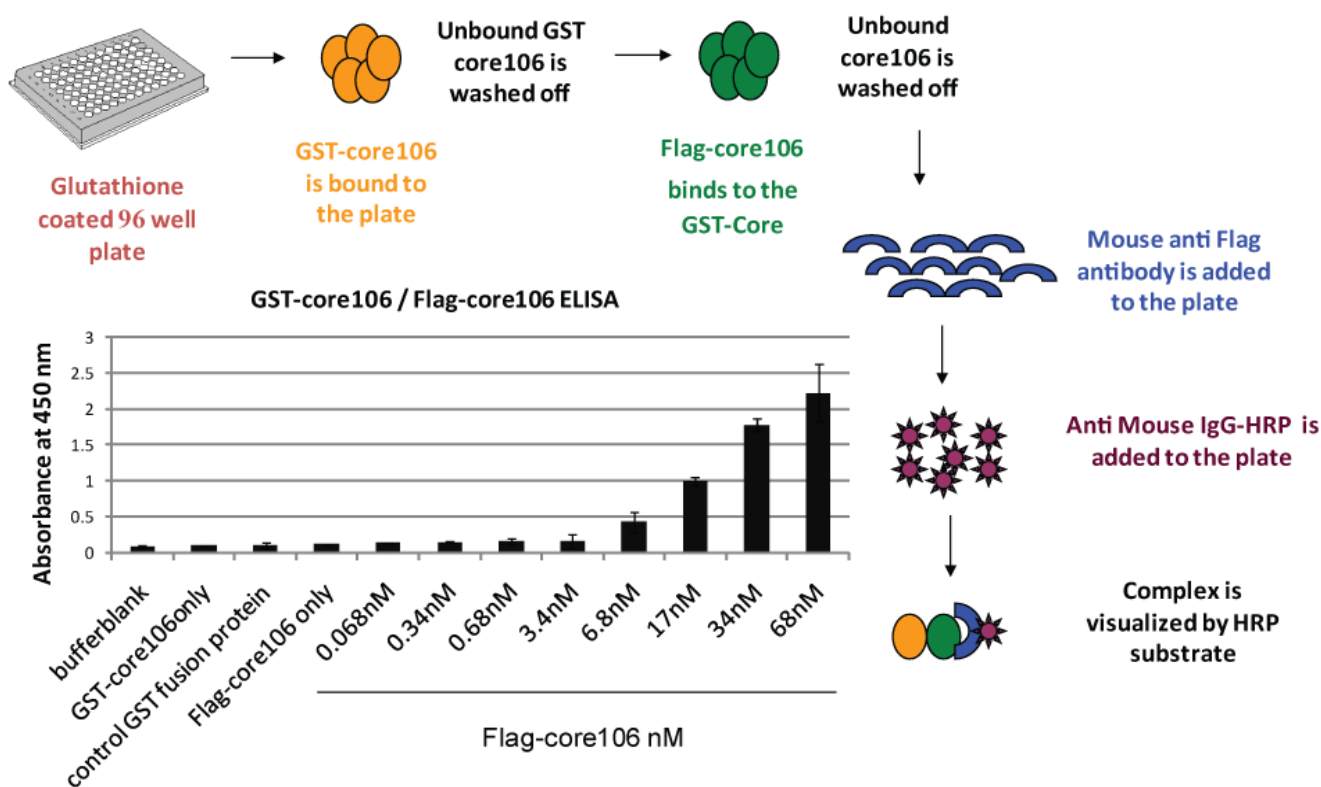 Unbound GST
core106 is
washed off
Unbound
core106 is
washed off
Glutathione
coated 96 well
plate
GST-core106
is bound to
the plate
Flag-core106
binds to the
GST-Core
Mouse anti Flag
antibody is added
to the plate
Anti Mouse IgG-HRP is
added to the plate
Complex is
visualized by HRP
substrate
GST-core106 / Flag-core106 ELISA
Absorbance at 450 nm
3
2.5
2
1.5
1
0.5
0
bufferblank
GST-core106only
control GST fusion protein
Flag-core106 only
0.068nM
0.34nM
0.68nM
3.4nM
6.8nM
17nM
34nM
68nM
Flag-core106 nM